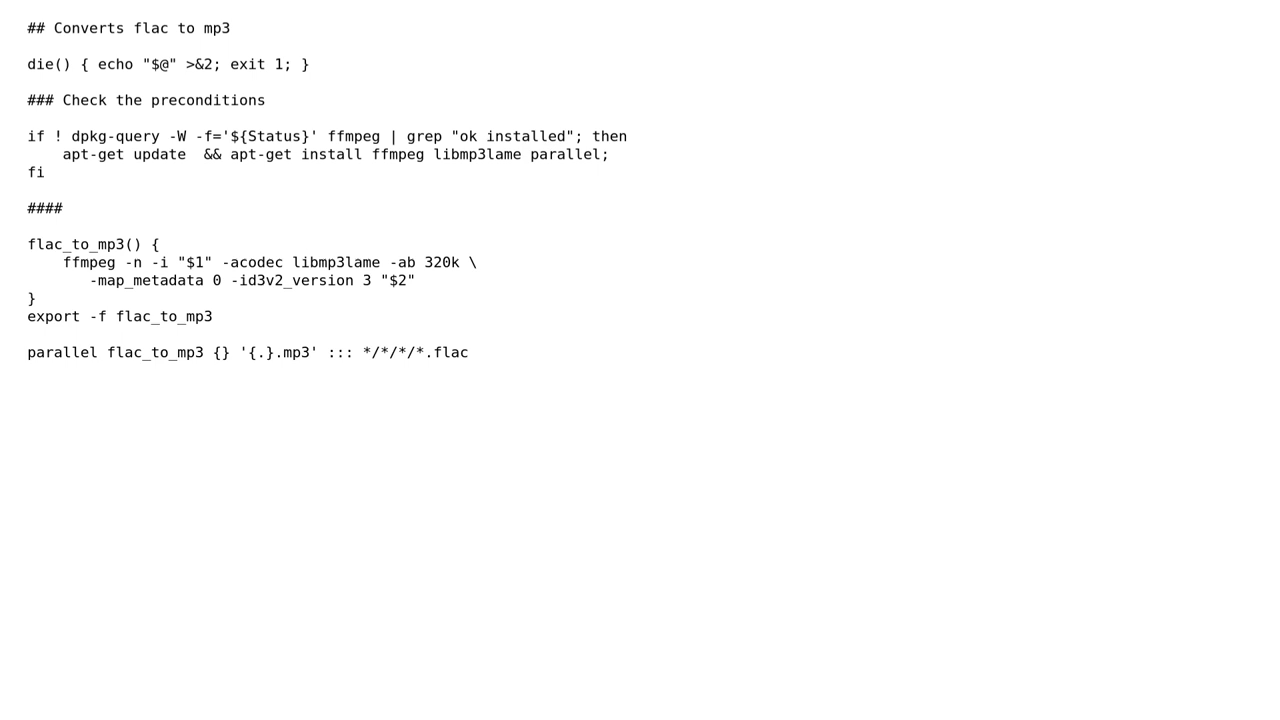 ## Converts flac to mp3

die() { echo "$@" >&2; exit 1; }

### Check the preconditions

if ! dpkg-query -W -f='${Status}' ffmpeg | grep "ok installed"; then
    apt-get update  && apt-get install ffmpeg libmp3lame parallel;
fi

####

flac_to_mp3() {
    ffmpeg -n -i "$1" -acodec libmp3lame -ab 320k \
       -map_metadata 0 -id3v2_version 3 "$2"
}
export -f flac_to_mp3

parallel flac_to_mp3 {} '{.}.mp3' ::: */*/*/*.flac